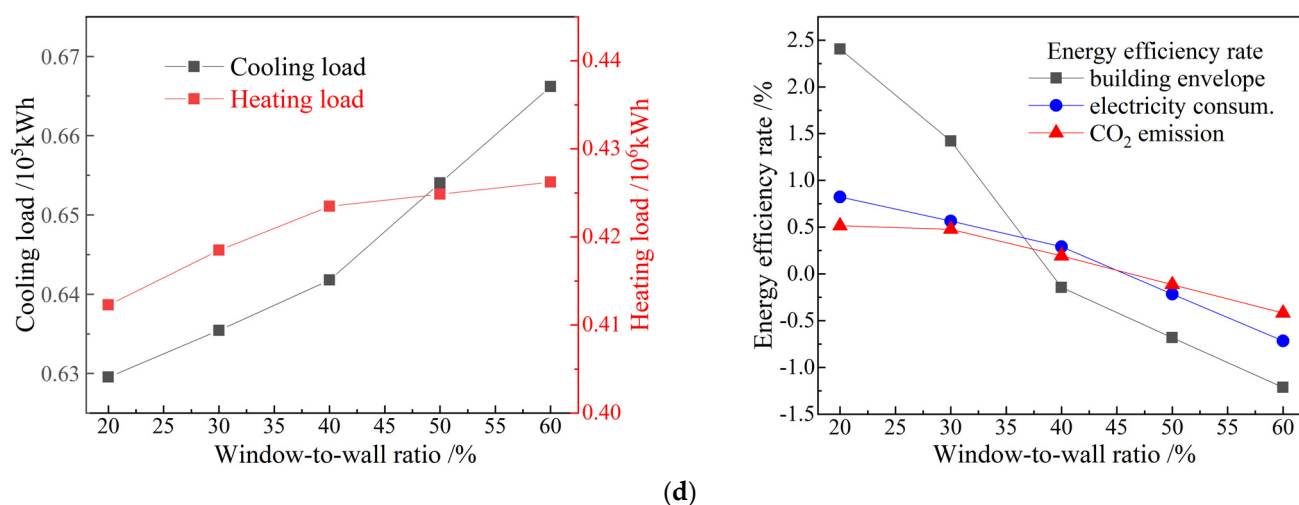 Cooling load /10⁵kWh
0.67
0.66
0.65
0.64
0.63
Cooling load
Heating load
0.44
0.43
0.42
0.41
0.40
Heating load /10⁶kWh
20 25 30 35 40 45 50 55 60
Window-to-wall ratio /%
Energy efficiency rate /%
2.5
2.0
1.5
1.0
0.5
0.0
-0.5
-1.0
-1.5
Energy efficiency rate
building envelope
electricity consum.
CO₂ emission
20 25 30 35 40 45 50 55 60
Window-to-wall ratio /%
(d)